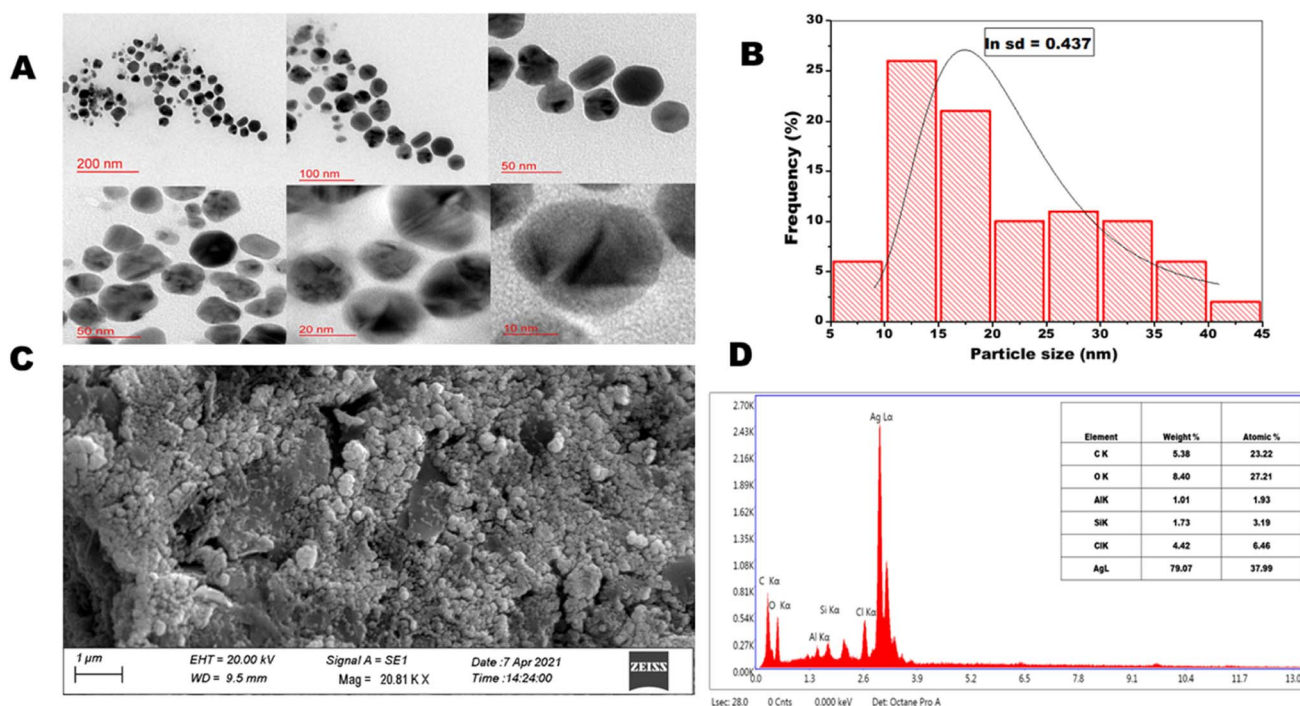 A
200 nm
100 nm
50 nm
50 nm
20 nm
10 nm
B
ln sd = 0.437
Frequency (%)
30
25
20
15
10
5
0
5 10 15 20 25 30 35 40 45
Particle size (nm)
C
1 µm
EHT = 20.00 kV
WD = 9.5 mm
Signal A = SE1
Mag = 20.81 K X
Date :7 Apr 2021
Time :14:24:00
ZEISS
D
2.70K
2.43K
2.16K
1.89K
1.62K
1.35K
1.08K
0.81K
0.54K
0.27K
0.00K
C Kα
O Kα
Al Kα
Si Kα
Cl Kα
Ag Lα
0.0 1.3 2.6 3.9 5.2 6.5 7.8 9.1 10.4 11.7 13.0
Element Weight % Atomic %
C K 5.38 23.22
O K 8.40 27.21
AlK 1.01 1.93
SiK 1.73 3.19
ClK 4.42 6.46
AgL 79.07 37.99
Lsec: 28.0 0 Cnts 0.000 keV Det: Octane Pro A